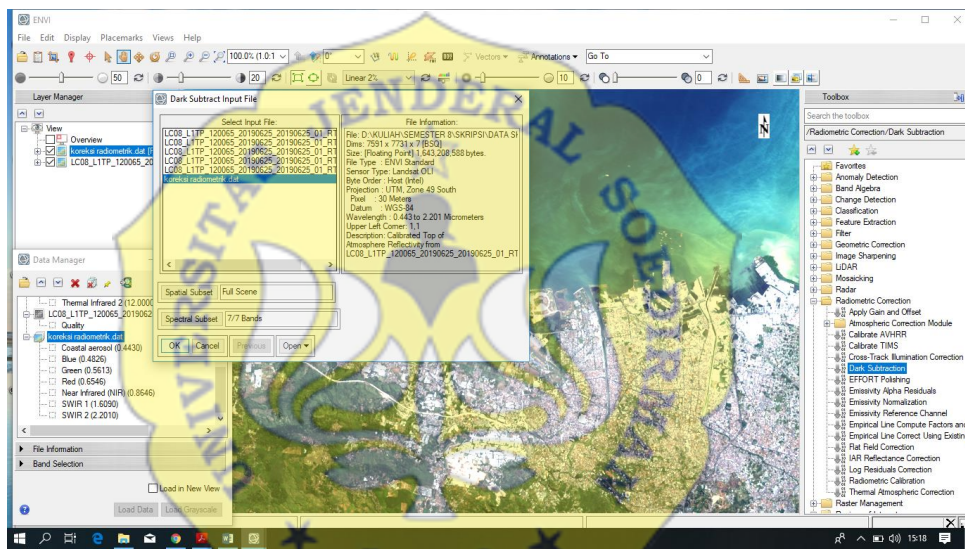 ENVI
File Edit Display Placemarks Views Help
100.0% (1.0:1 0° Vectors Annotations Go To
50 20 Linear 2% 10 0
Layer Manager
View
Overview
koreksi radiometrik.dat
LC08_L1TP_120065_20
Dark Subtract Input File
Select Input File:
LC08_L1TP_120065_20190625_20190625_01_RT
LC08_L1TP_120065_20190625_20190625_01_RT
LC08_L1TP_120065_20190625_20190625_01_RT
LC08_L1TP_120065_20190625_20190625_01_RT
koreksi radiometrik.dat
File Information:
File: D:\KULIAH\SEMESTER 8\SKRIPSI\DATA SH
Dims: 7591 x 7731 x 7 [BSQ]
Size: [Floating Point] 1,643,208,588 bytes.
File Type : ENVI Standard
Sensor Type: Landsat OLI
Byte Order : Host (Intel)
Projection : UTM, Zone 49 South
Pixel : 30 Meters
Datum : WGS-84
Wavelength : 0.443 to 2.201 Micrometers
Upper Left Corner: 1,1
Description: Calibrated Top of
Atmosphere Reflectivity from
LC08_L1TP_120065_20190625_20190625_01_RT
Spatial Subset Full Scene
Spectral Subset 7/7 Bands
OK Cancel Previous Open
Data Manager
Thermal Infrared 2 (12.000
LC08_L1TP_120065_2019062
Quality
koreksi radiometrik.dat
Coastal aerosol (0.4430)
Blue (0.4826)
Green (0.5613)
Red (0.6546)
Near Infrared (NIR) (0.8646)
SWIR 1 (1.6090)
SWIR 2 (2.2010)
File Information
Band Selection
Load in New View
Load Data Load Grayscale
N
Toolbox
Search the toolbox
/Radiometric Correction/Dark Subtraction
Favorites
Anomaly Detection
Band Algebra
Change Detection
Classification
Feature Extraction
Filter
Geometric Correction
Image Sharpening
LiDAR
Mosaicking
Radar
Radiometric Correction
Apply Gain and Offset
Atmospheric Correction Module
Calibrate AVHRR
Calibrate TIMS
Cross-Track Illumination Correction
Dark Subtraction
EFFORT Polishing
Emissivity Alpha Residuals
Emissivity Normalization
Emissivity Reference Channel
Empirical Line Compute Factors and
Empirical Line Correct Using Existin
Flat Field Correction
IAR Reflectance Correction
Log Residuals Correction
Radiometric Calibration
Thermal Atmospheric Correction
Raster Management
15:18
UNIVERSITAS JENDERAL SOEDIRMAN